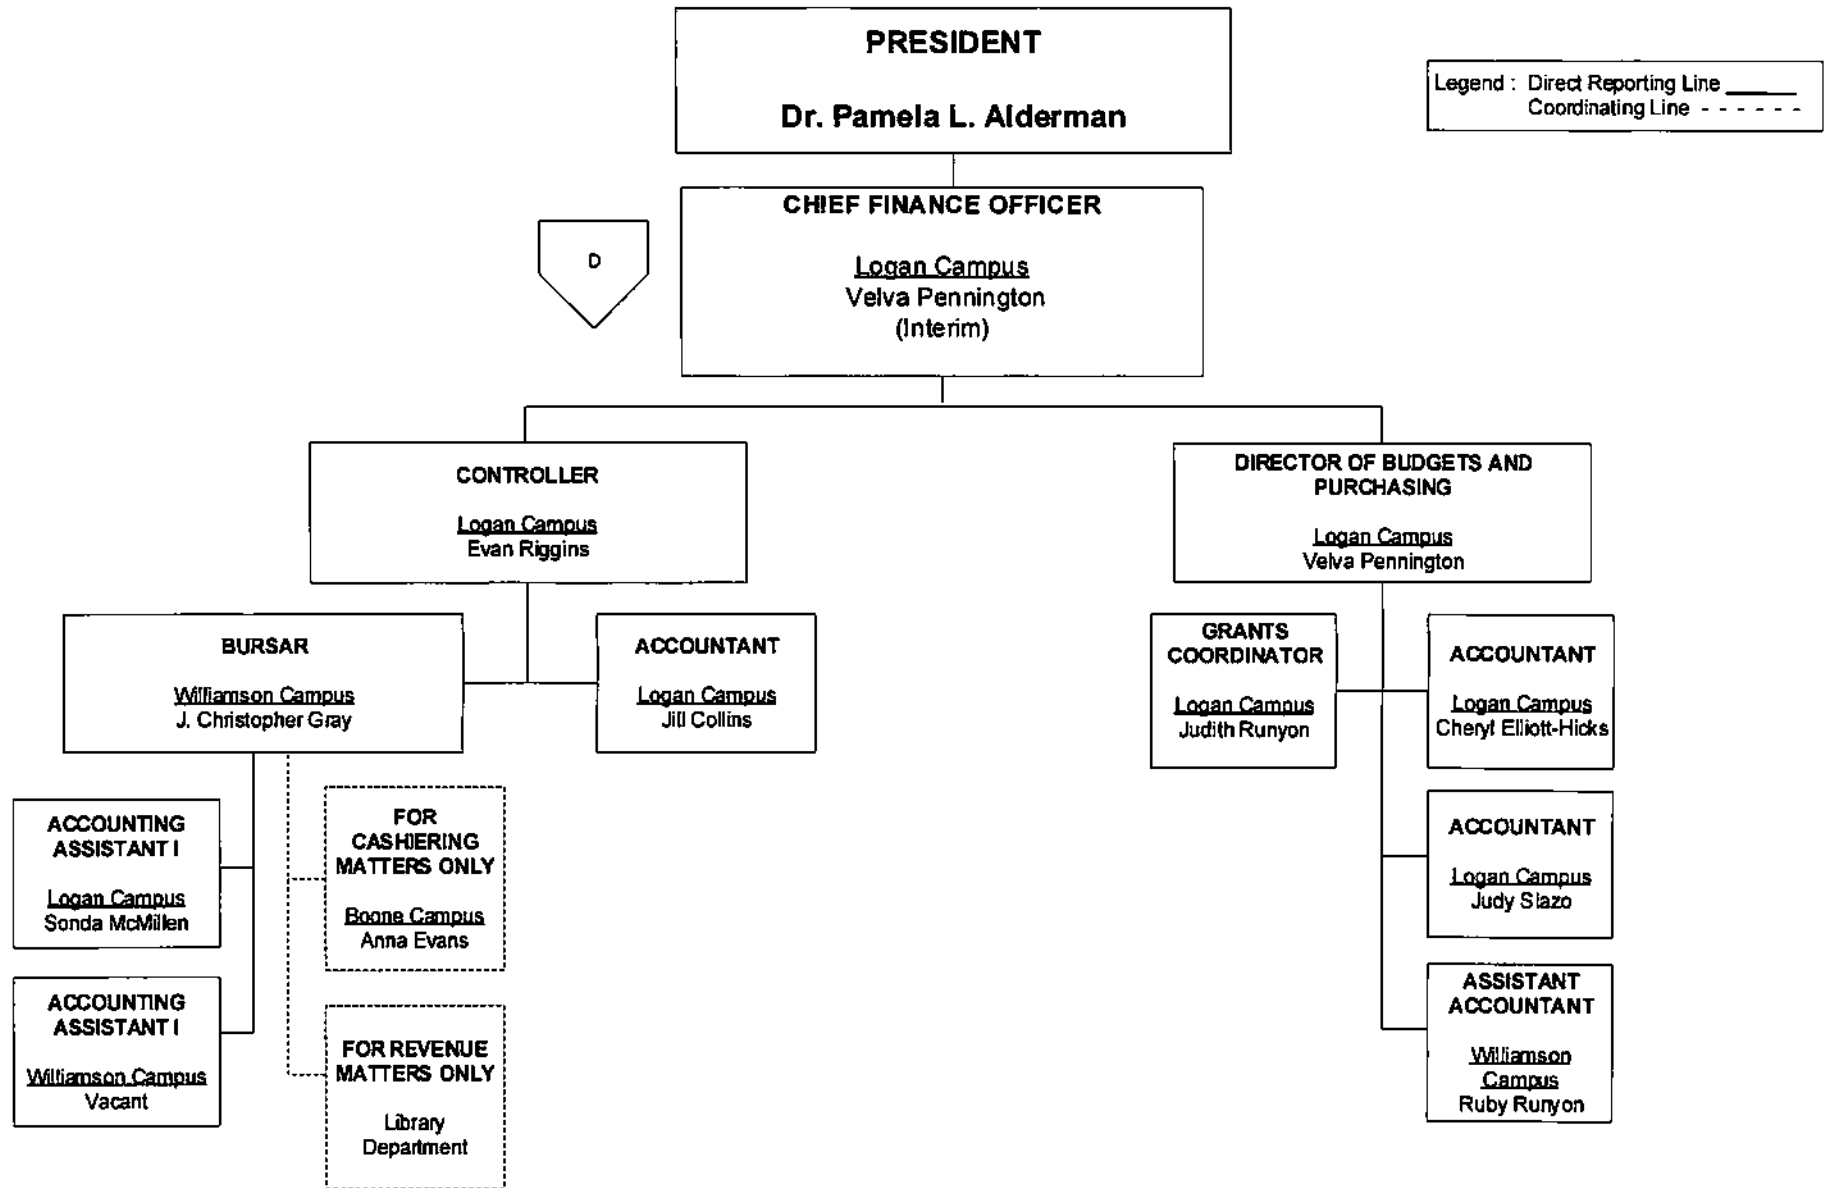 PRESIDENT
Dr. Pamela L. Alderman
Legend : Direct Reporting Line ______
Coordinating Line - - - - - - -
CHIEF FINANCE OFFICER
Logan Campus
Velva Pennington
(Interim)
D
CONTROLLER
Logan Campus
Evan Riggins
DIRECTOR OF BUDGETS AND
PURCHASING
Logan Campus
Velva Pennington
BURSAR
Williamson Campus
J. Christopher Gray
ACCOUNTANT
Logan Campus
Jill Collins
GRANTS
COORDINATOR
Logan Campus
Judith Runyon
ACCOUNTANT
Logan Campus
Cheryl Elliott-Hicks
ACCOUNTING
ASSISTANT I
Logan Campus
Sonda McMillen
FOR
CASHIERING
MATTERS ONLY
Boone Campus
Anna Evans
ACCOUNTANT
Logan Campus
Judy Slazo
ACCOUNTING
ASSISTANT I
Williamson Campus
Vacant
FOR REVENUE
MATTERS ONLY
Library
Department
ASSISTANT
ACCOUNTANT
Williamson
Campus
Ruby Runyon